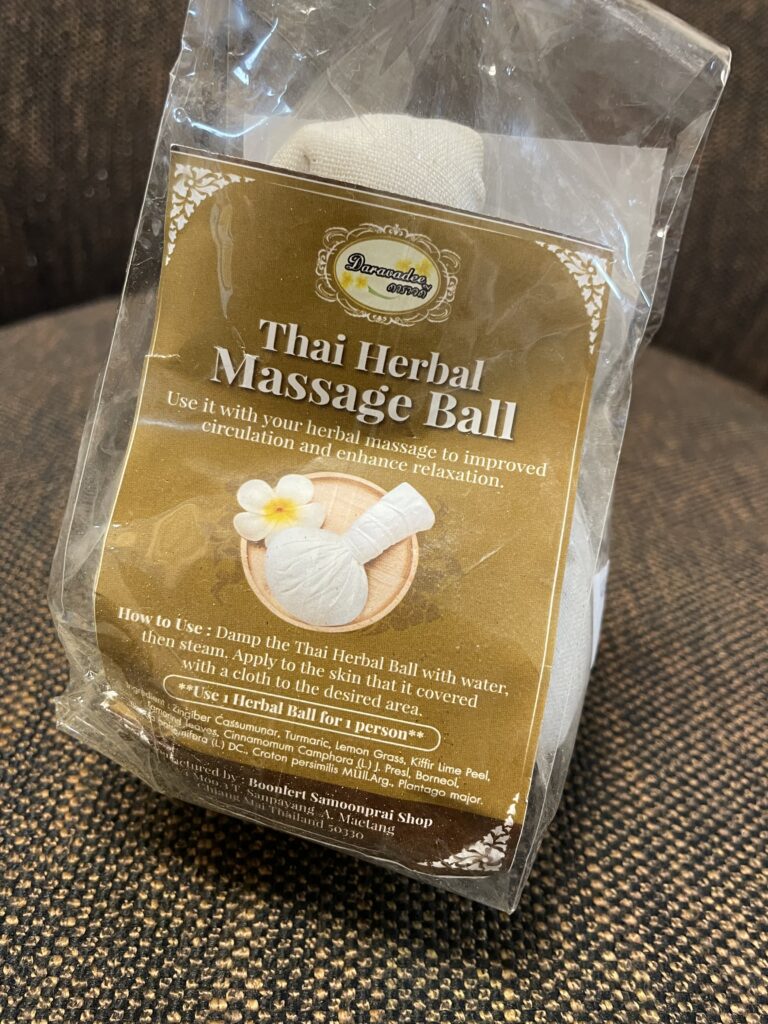 Daravadee
ดาราวดี
Thai Herbal
Massage Ball
Use it with your herbal massage to improved
circulation and enhance relaxation.
How to Use : Damp the Thai Herbal Ball with water,
then steam. Apply to the skin that it covered
with a cloth to the desired area.
**Use 1 Herbal Ball for 1 person**
Ingredient : Zingiber Cassumunar, Turmaric, Lemon Grass, Kiffir Lime Peel,
leaves, Cinnamomum Camphora (L.) J. Presl, Borneol,
(L) DC., Croton persimilis Müll.Arg., Plantago major.
by : Boonlert Samoonprai Shop
T. Sanpayang A. Maetang
Chiang Mai Thailand 50330